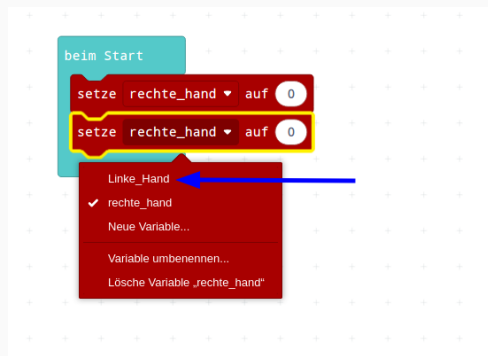 beim Start
setze rechte_hand auf 0
setze rechte_hand auf 0
Linke_Hand
rechte_hand
Neue Variable...
Variable umbenennen...
Lösche Variable „rechte_hand“